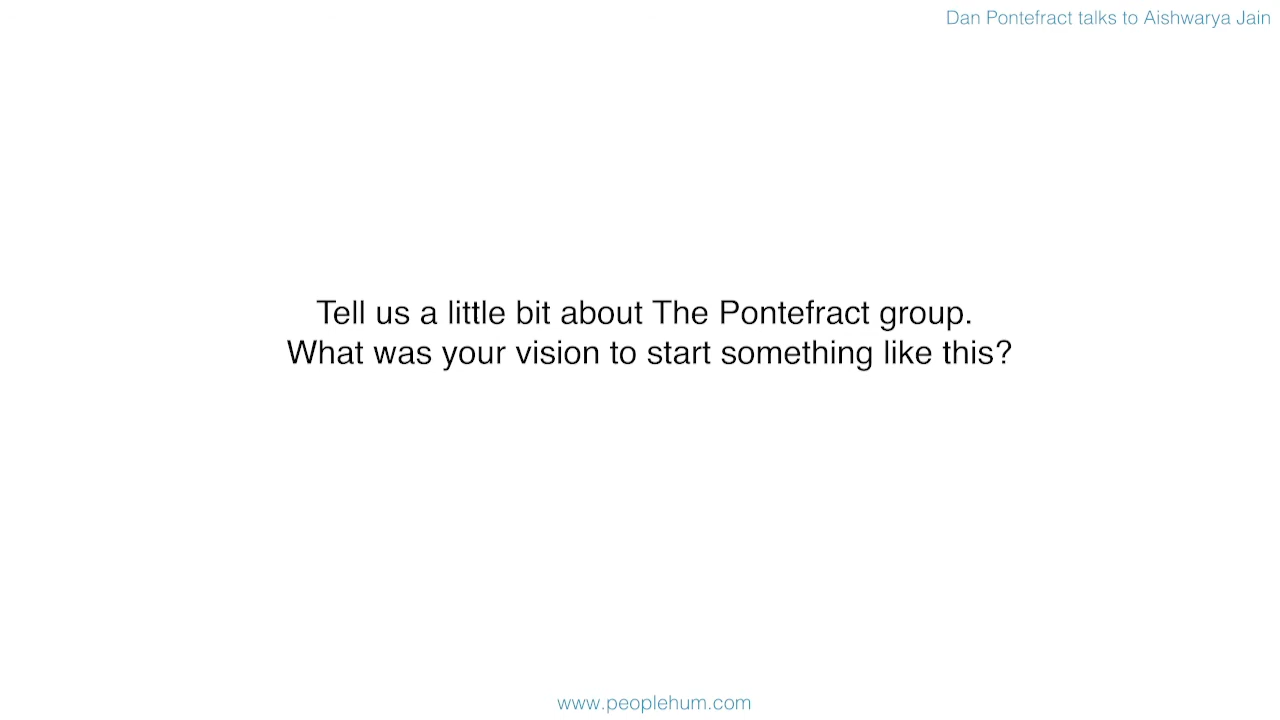 Dan Pontefract talks to Aishwarya Jain
Tell us a little bit about The Pontefract group.
What was your vision to start something like this?
www.peoplehum.com